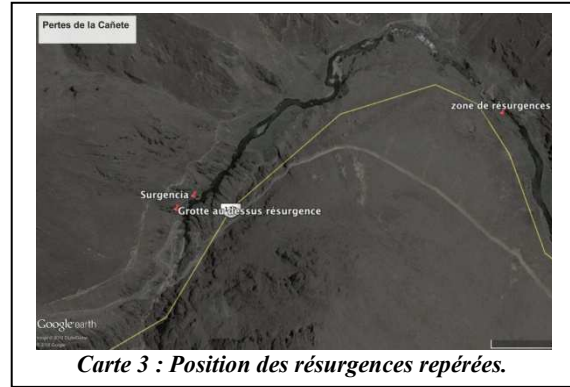 Pertes de la Cañete
zone de résurgences
Surgencia
Grotte au dessus résurgence
Google earth
Carte 3 : Position des résurgences repérées.